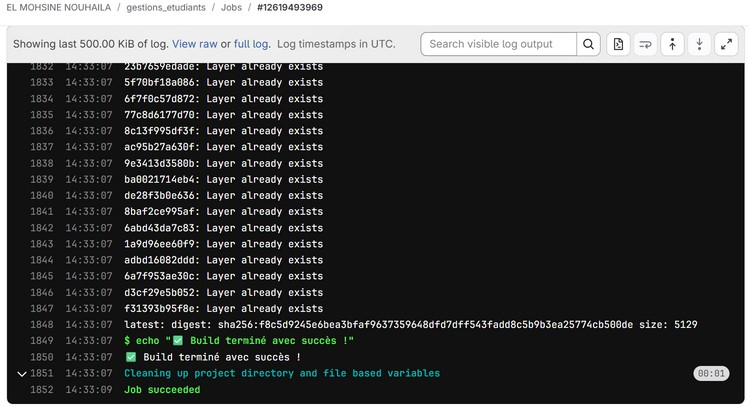 EL MOHSINE NOUHAILA / gestions_etudiants / Jobs / #12619493969
Showing last 500.00 KiB of log. View raw or full log. Log timestamps in UTC. Search visible log output
1832 14:33:07 23b7659edade: Layer already exists
1833 14:33:07 5f70bf18a086: Layer already exists
1834 14:33:07 6f7f0c57d872: Layer already exists
1835 14:33:07 77c8d6177d70: Layer already exists
1836 14:33:07 8c13f995df3f: Layer already exists
1837 14:33:07 ac95b27a630f: Layer already exists
1838 14:33:07 9e3413d3580b: Layer already exists
1839 14:33:07 ba0021714eb4: Layer already exists
1840 14:33:07 de28f3b0e636: Layer already exists
1841 14:33:07 8baf2ce995af: Layer already exists
1842 14:33:07 6abd43da7c83: Layer already exists
1843 14:33:07 1a9d96ee60f9: Layer already exists
1844 14:33:07 adbd16082ddd: Layer already exists
1845 14:33:07 6a7f953ae30c: Layer already exists
1846 14:33:07 d3cf29e5b052: Layer already exists
1847 14:33:07 f31393b95f8e: Layer already exists
1848 14:33:07 latest: digest: sha256:f8c5d9245e6bea3bfaf9637359648dfd7dff543fadd8c5b9b3ea25774cb500de size: 5129
1849 14:33:07 $ echo "✅ Build terminé avec succès !"
1850 14:33:07 ✅ Build terminé avec succès !
1851 14:33:07 Cleaning up project directory and file based variables 00:01
1852 14:33:09 Job succeeded